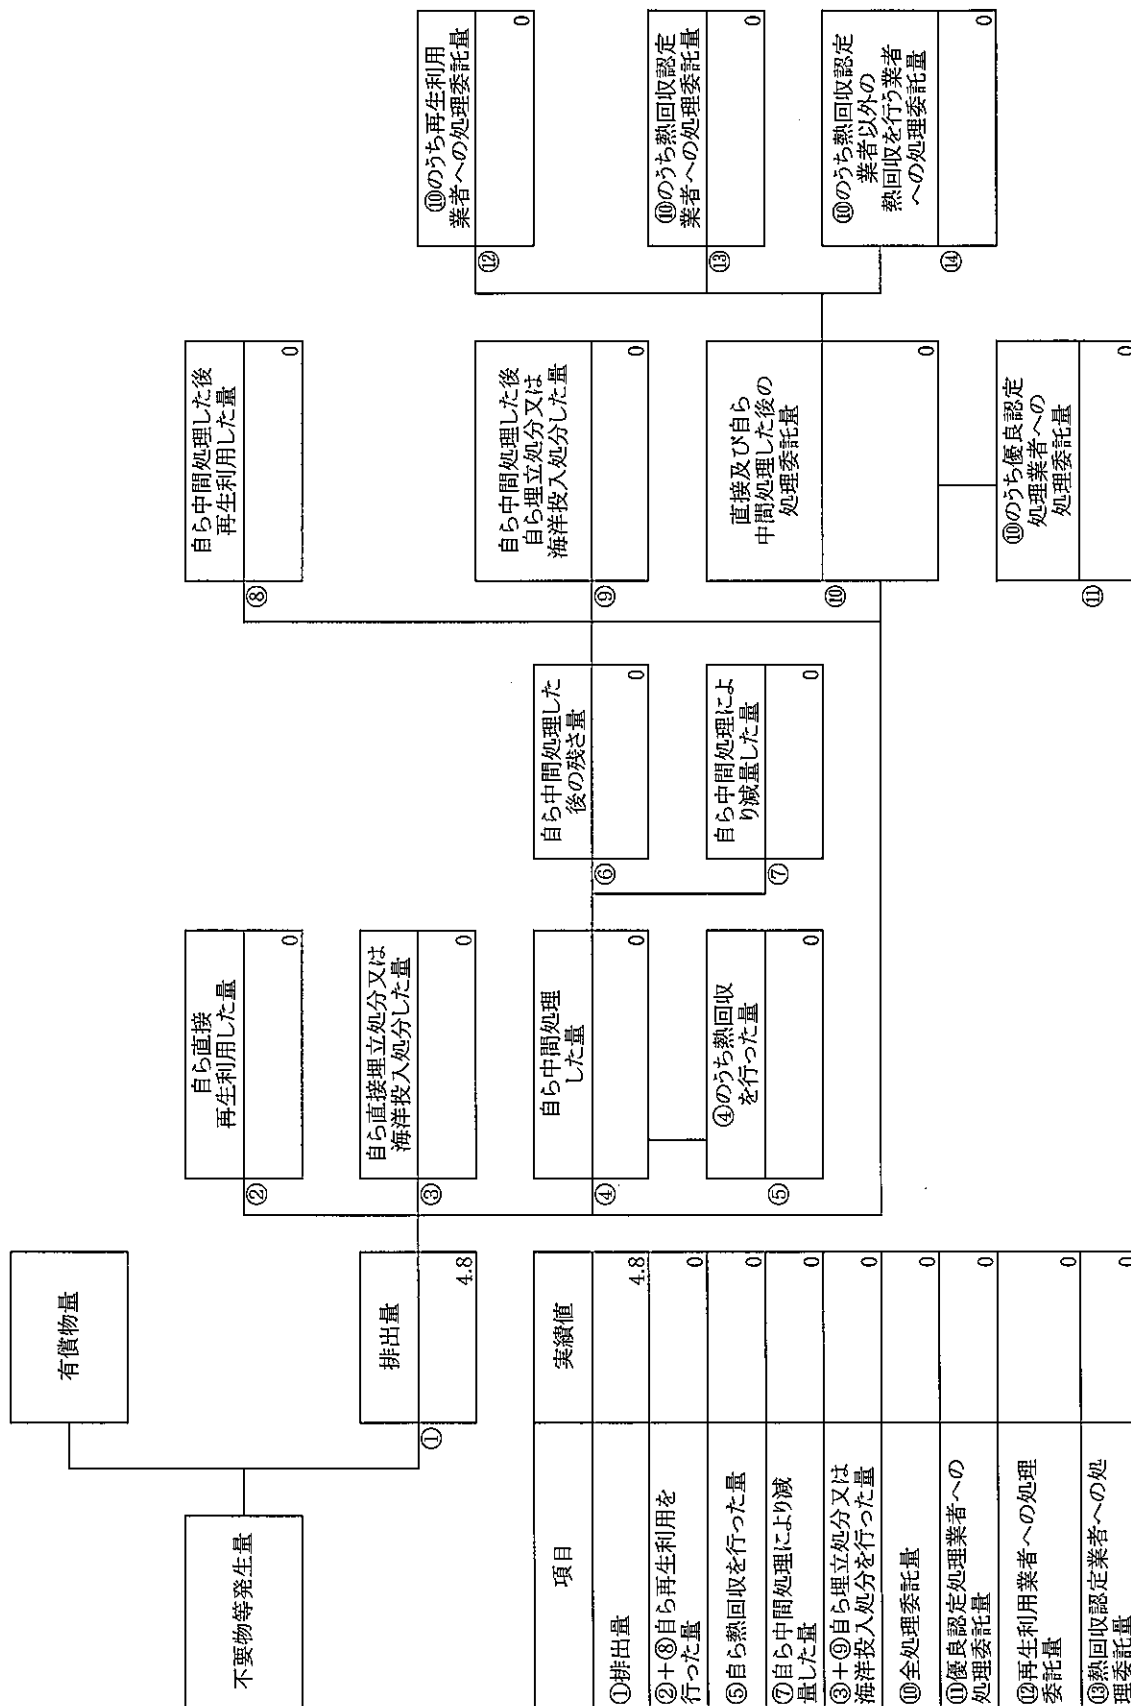 不要物等発生量
有償物量
①
排出量
4.8
②
自ら直接
再生利用した量
0
③
自ら直接埋立処分又は
海洋投入処分した量
0
④
自ら中間処理
した量
0
⑤
④のうち熱回収
を行った量
0
⑥
自ら中間処理した
後の残さ量
0
⑦
自ら中間処理によ
り減量した量
0
⑧
自ら中間処理した後
再生利用した量
0
⑨
自ら中間処理した後
自ら埋立処分又は
海洋投入処分した量
0
⑩
直接及び自ら
中間処理した後の
処理委託量
0
⑪
⑩のうち優良認定
処理業者への
処理委託量
0
⑫
⑩のうち再生利用
業者への処理委託量
0
⑬
⑩のうち熱回収認定
業者への処理委託量
0
⑭
⑩のうち熱回収認定
業者以外の
熱回収を行う業者
への処理委託量
0
項目
実績値
①排出量
4.8
②+⑧自ら再生利用を
行った量
0
⑤自ら熱回収を行った量
0
⑦自ら中間処理により減
量した量
0
③+⑨自ら埋立処分又は
海洋投入処分を行った量
0
⑩全処理委託量
0
⑪優良認定処理業者への
処理委託量
0
⑫再生利用業者への処理
委託量
0
⑬熱回収認定業者への処
理委託量
0